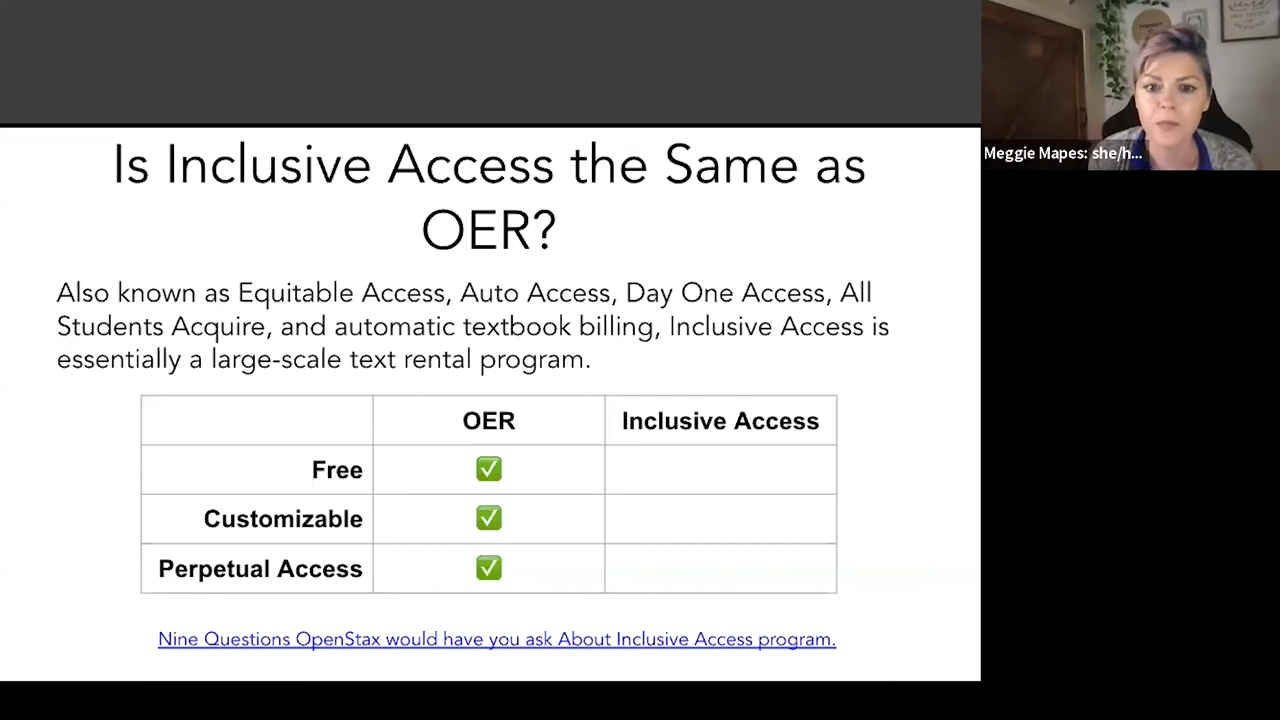 Is Inclusive Access the Same as
OER?
Also known as Equitable Access, Auto Access, Day One Access, All
Students Acquire, and automatic textbook billing, Inclusive Access is
essentially a large-scale text rental program.
OER Inclusive Access
Free ✅
Customizable ✅
Perpetual Access ✅
Nine Questions OpenStax would have you ask About Inclusive Access program.
Meggie Mapes: she/h...